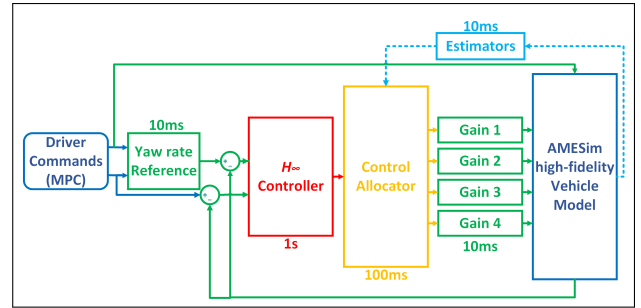 10ms
Estimators
Driver
Commands
(MPC)
10ms
Yaw rate
Reference
H∞
Controller
1s
Control
Allocator
100ms
Gain 1
Gain 2
Gain 3
Gain 4
10ms
AMESim
high-fidelity
Vehicle
Model